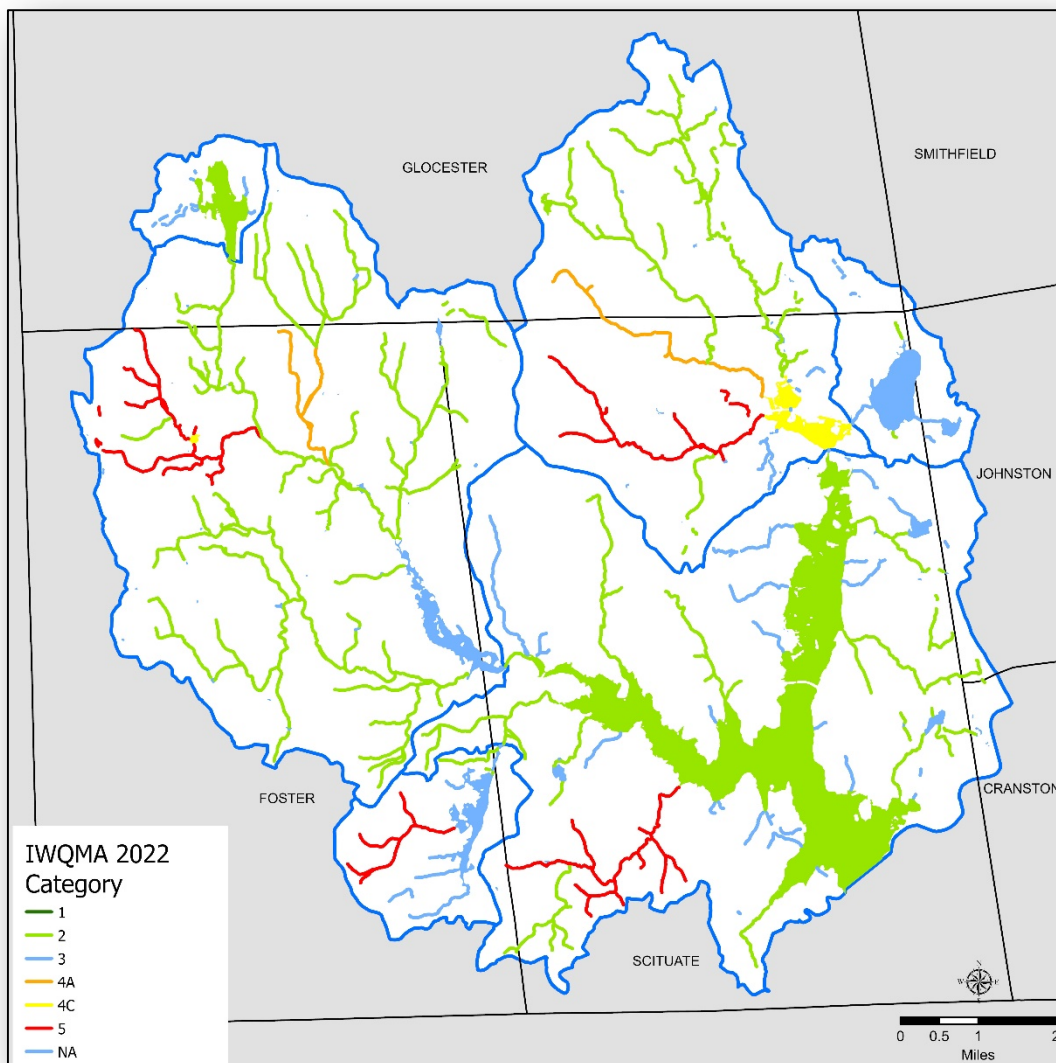 GLOCESTER
SMITHFIELD
JOHNSTON
CRANSTON
FOSTER
SCITUATE
IWQMA 2022
Category
1
2
3
4A
4C
5
NA
N
W E
S
0 0.5 1 2
Miles